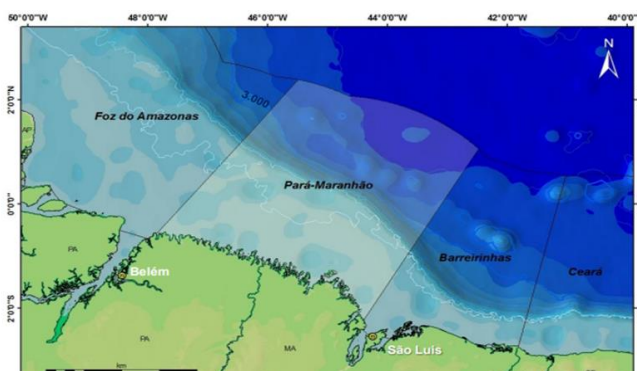 50°0'0"W 48°0'0"W 46°0'0"W 44°0'0"W 42°0'0"W 40°0'0"W
N
3.000
2°0'0"N
Foz do Amazonas
AP
Pará-Maranhão
0°0'0"
PA
Barreirinhas
Belém
Ceará
2°0'0"S
PA
MA
São Luis
km